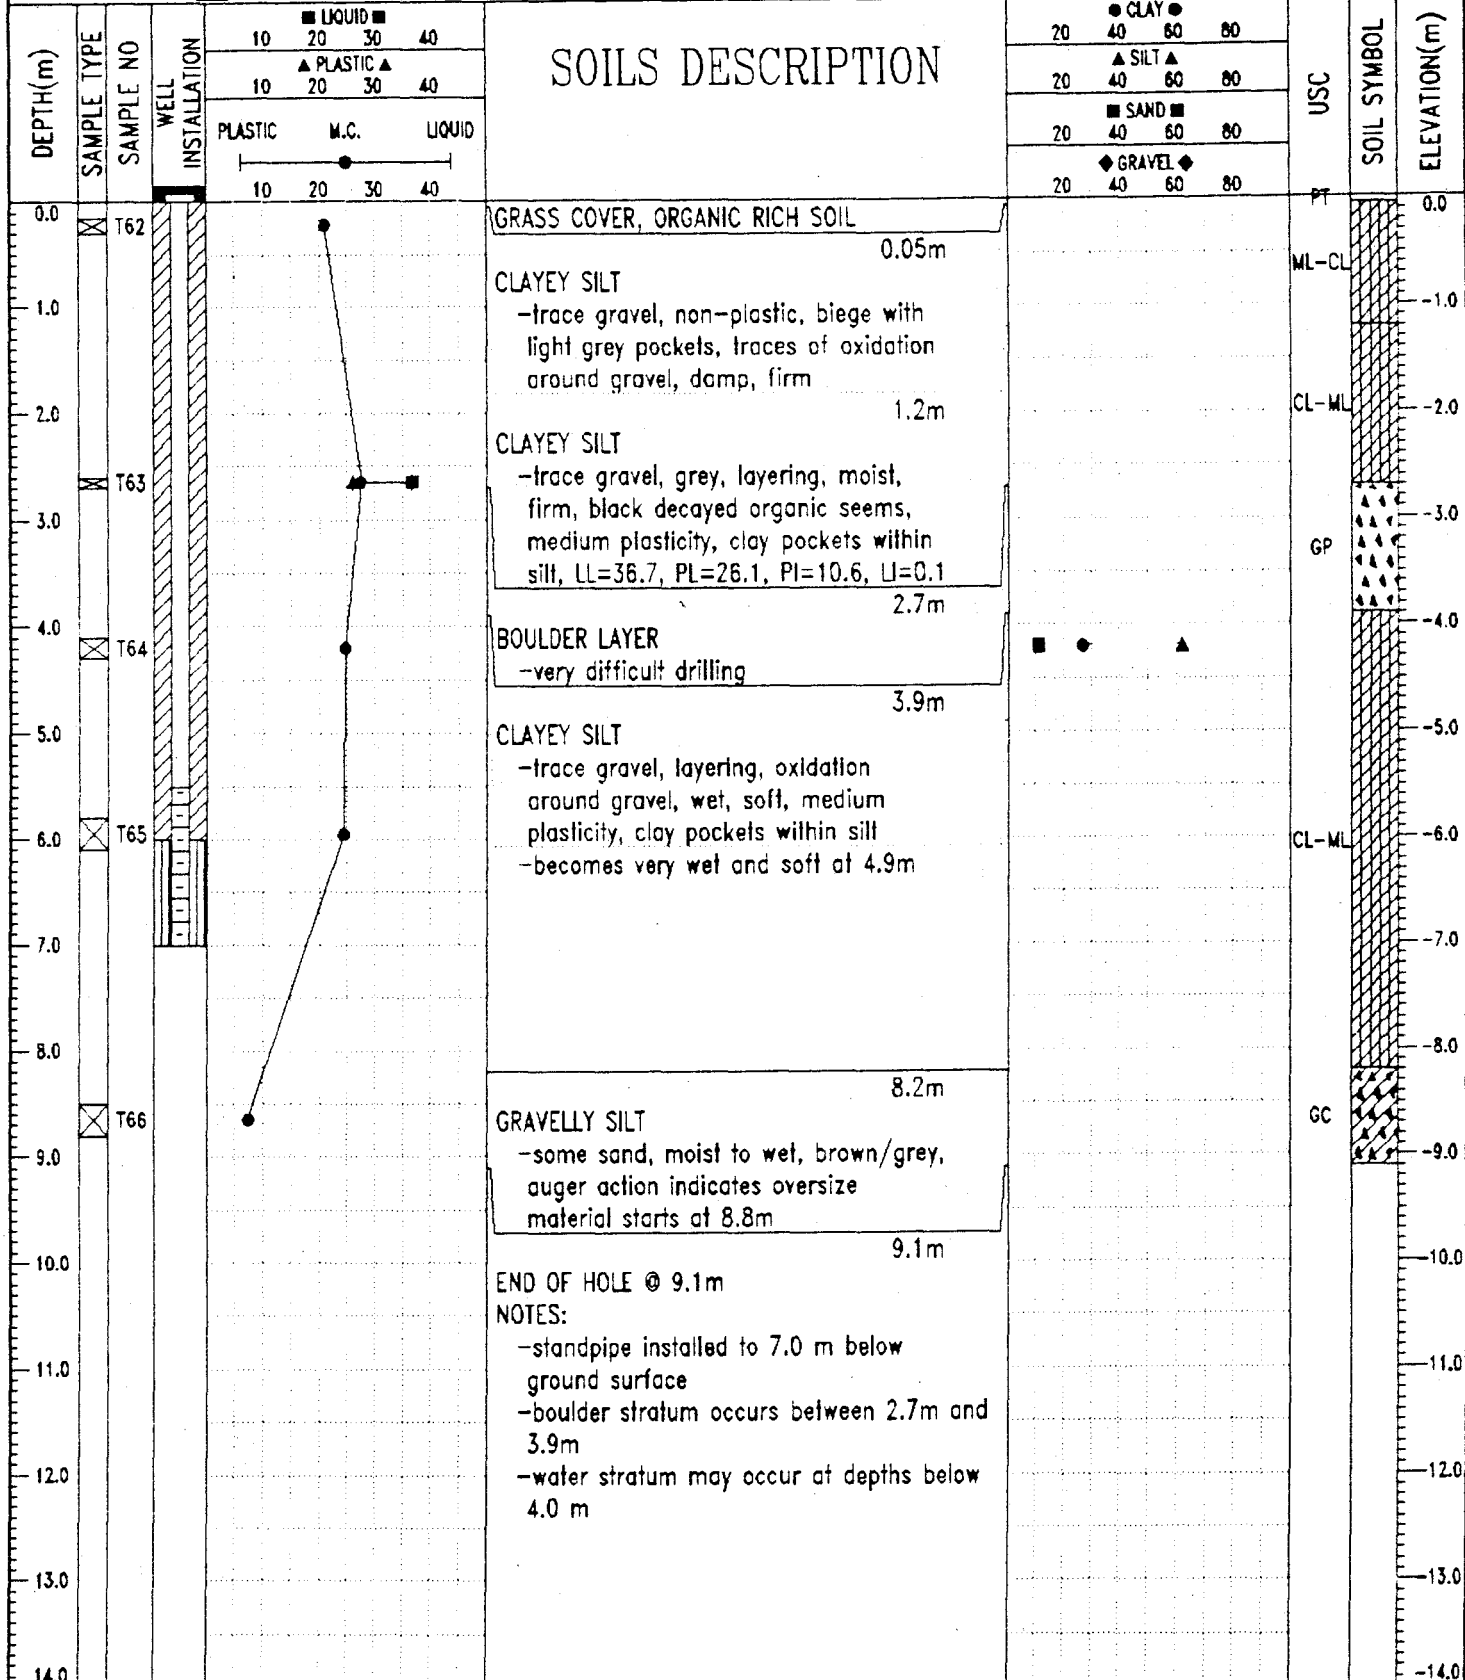 DEPTH(m)
SAMPLE TYPE
SAMPLE NO
WELL
INSTALLATION
■ LIQUID ■
10 20 30 40
▲ PLASTIC ▲
10 20 30 40
PLASTIC M.C. LIQUID
10 20 30 40
SOILS DESCRIPTION
● CLAY ●
20 40 60 80
▲ SILT ▲
20 40 60 80
■ SAND ■
20 40 60 80
◆ GRAVEL ◆
20 40 60 80
USC
SOIL SYMBOL
ELEVATION(m)
0.0
1.0
2.0
3.0
4.0
5.0
6.0
7.0
8.0
9.0
10.0
11.0
12.0
13.0
14.0
T62
T63
T64
T65
T66
GRASS COVER, ORGANIC RICH SOIL
0.05m
CLAYEY SILT
-trace gravel, non-plastic, biege with
light grey pockets, traces of oxidation
around gravel, damp, firm
1.2m
CLAYEY SILT
-trace gravel, grey, layering, moist,
firm, black decayed organic seems,
medium plasticity, clay pockets within
silt, LL=36.7, PL=26.1, PI=10.6, LI=0.1
2.7m
BOULDER LAYER
-very difficult drilling
3.9m
CLAYEY SILT
-trace gravel, layering, oxidation
around gravel, wet, soft, medium
plasticity, clay pockets within silt
-becomes very wet and soft at 4.9m
8.2m
GRAVELLY SILT
-some sand, moist to wet, brown/grey,
auger action indicates oversize
material starts at 8.8m
9.1m
END OF HOLE @ 9.1m
NOTES:
-standpipe installed to 7.0 m below
ground surface
-boulder stratum occurs between 2.7m and
3.9m
-water stratum may occur at depths below
4.0 m
PT
ML-CL
CL-ML
GP
CL-ML
GC
0.0
-1.0
-2.0
-3.0
-4.0
-5.0
-6.0
-7.0
-8.0
-9.0
-10.0
-11.0
-12.0
-13.0
-14.0